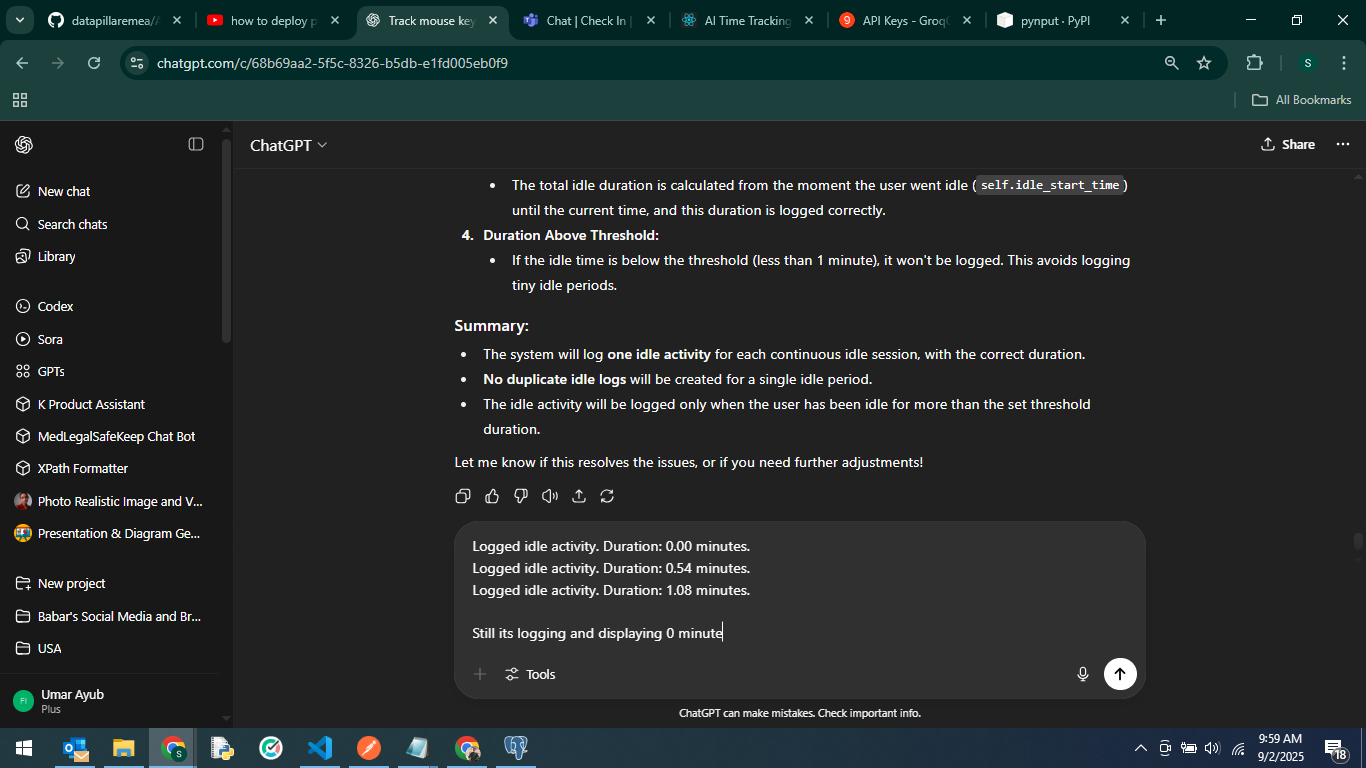 datapillaremea/A
how to deploy p
Track mouse key
Chat | Check In |
AI Time Tracking
API Keys - Groq
pynput · PyPI
chatgpt.com/c/68b69aa2-5f5c-8326-b5db-e1fd005eb0f9
S
All Bookmarks
ChatGPT
Share
New chat
Search chats
Library
Codex
Sora
GPTs
K Product Assistant
MedLegalSafeKeep Chat Bot
XPath Formatter
Photo Realistic Image and V...
Presentation & Diagram Ge...
New project
Babar's Social Media and Br...
USA
FI
Umar Ayub
Plus
• The total idle duration is calculated from the moment the user went idle ( self.idle_start_time )
until the current time, and this duration is logged correctly.
4. Duration Above Threshold:
• If the idle time is below the threshold (less than 1 minute), it won't be logged. This avoids logging
tiny idle periods.
Summary:
• The system will log one idle activity for each continuous idle session, with the correct duration.
• No duplicate idle logs will be created for a single idle period.
• The idle activity will be logged only when the user has been idle for more than the set threshold
duration.
Let me know if this resolves the issues, or if you need further adjustments!
Logged idle activity. Duration: 0.00 minutes.
Logged idle activity. Duration: 0.54 minutes.
Logged idle activity. Duration: 1.08 minutes.
Still its logging and displaying 0 minute
Tools
ChatGPT can make mistakes. Check important info.
9:59 AM
9/2/2025
18